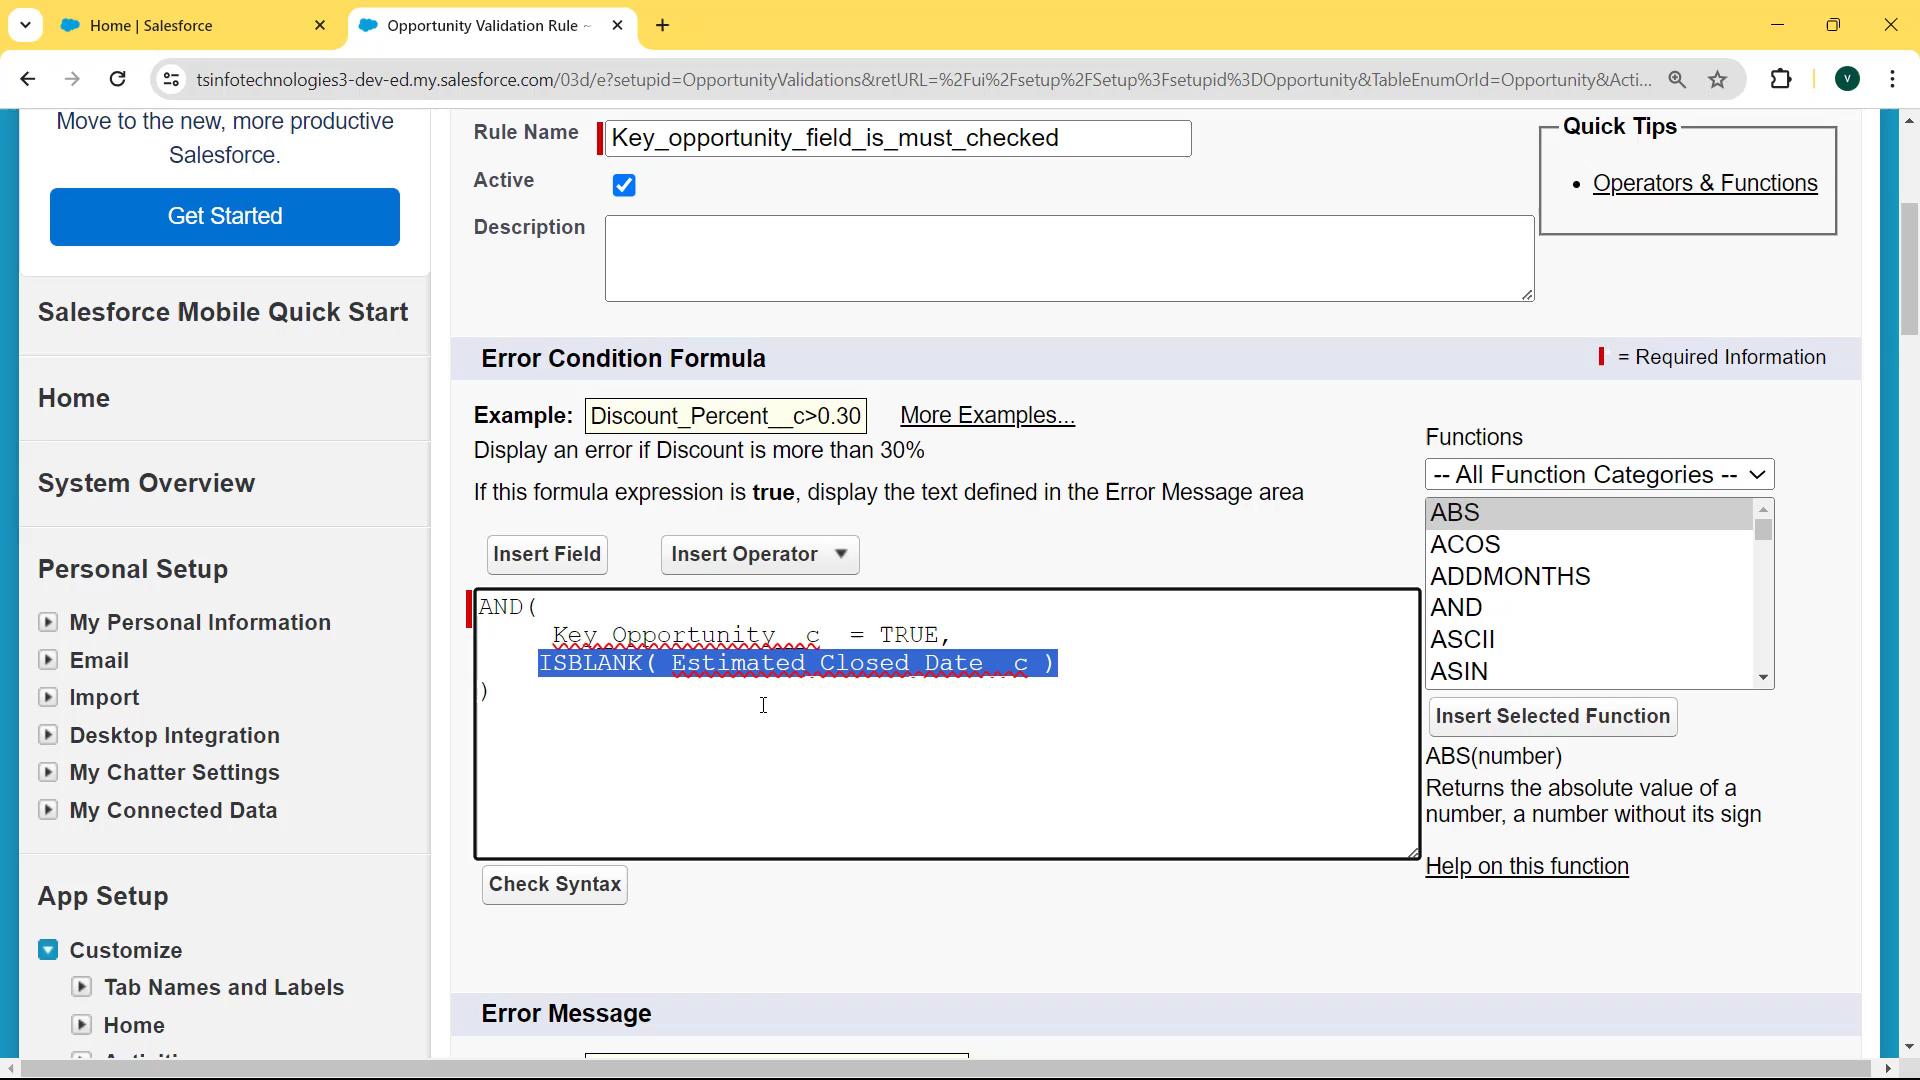 Home | Salesforce
Opportunity Validation Rule ~
tsinfotechnologies3-dev-ed.my.salesforce.com/03d/e?setupid=OpportunityValidations&retURL=%2Fui%2Fsetup%2FSetup%3Fsetupid%3DOpportunity&TableEnumOrId=Opportunity&Acti...
V
Move to the new, more productive
Salesforce.
Get Started
Salesforce Mobile Quick Start
Home
System Overview
Personal Setup
My Personal Information
Email
Import
Desktop Integration
My Chatter Settings
My Connected Data
App Setup
Customize
Tab Names and Labels
Home
Rule Name
Key_opportunity_field_is_must_checked
Active
Description
Quick Tips
• Operators & Functions
Error Condition Formula
= Required Information
Example:
Discount_Percent__c>0.30
More Examples...
Display an error if Discount is more than 30%
If this formula expression is true, display the text defined in the Error Message area
Insert Field
Insert Operator
AND(
Key_Opportunity__c = TRUE,
ISBLANK( Estimated_Closed_Date__c )
)
Check Syntax
Functions
-- All Function Categories --
ABS
ACOS
ADDMONTHS
AND
ASCII
ASIN
Insert Selected Function
ABS(number)
Returns the absolute value of a
number, a number without its sign
Help on this function
Error Message